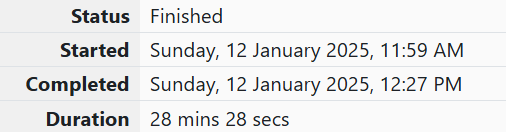 Status Finished
Started Sunday, 12 January 2025, 11:59 AM
Completed Sunday, 12 January 2025, 12:27 PM
Duration 28 mins 28 secs